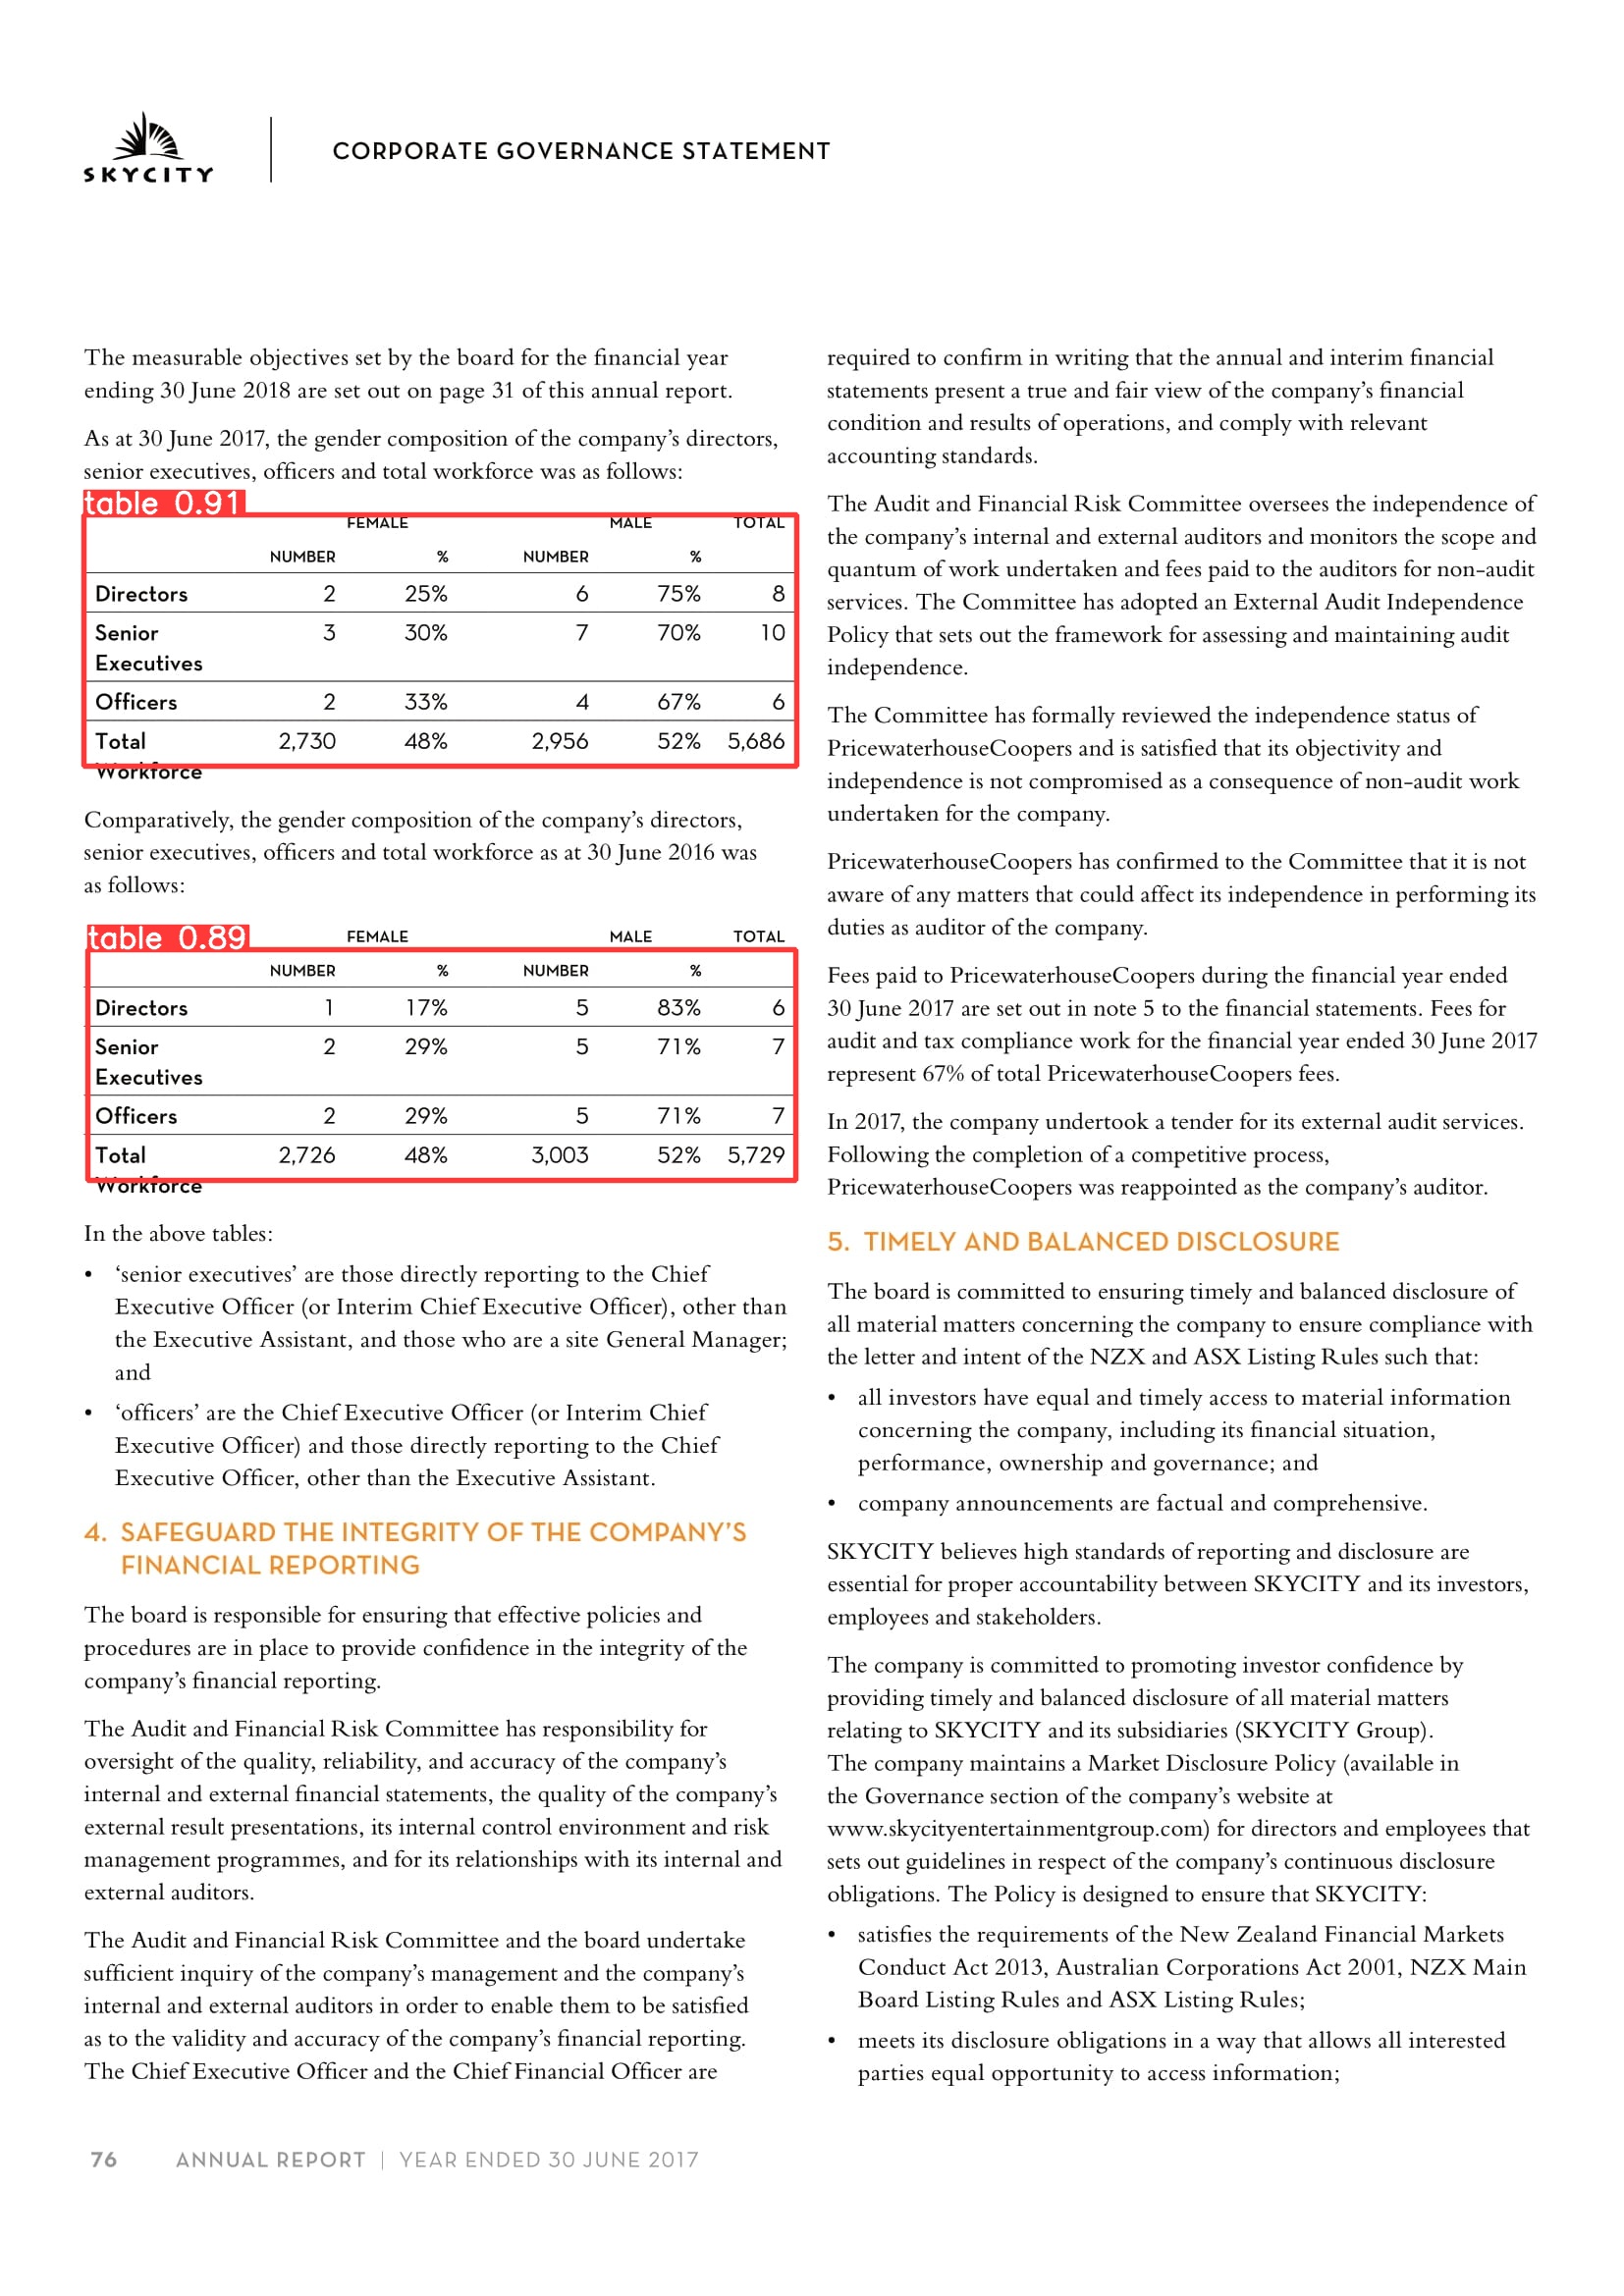 SKYCITY
CORPORATE GOVERNANCE STATEMENT
The measurable objectives set by the board for the financial year
ending 30 June 2018 are set out on page 31 of this annual report.
As at 30 June 2017, the gender composition of the company's directors,
senior executives, officers and total workforce was as follows:
table 0.91
FEMALE MALE TOTAL
NUMBER % NUMBER %
Directors 2 25% 6 75% 8
Senior 3 30% 7 70% 10
Executives
Officers 2 33% 4 67% 6
Total 2,730 48% 2,956 52% 5,686
Workforce
Comparatively, the gender composition of the company's directors,
senior executives, officers and total workforce as at 30 June 2016 was
as follows:
table 0.89
FEMALE MALE TOTAL
NUMBER % NUMBER %
Directors 1 17% 5 83% 6
Senior 2 29% 5 71% 7
Executives
Officers 2 29% 5 71% 7
Total 2,726 48% 3,003 52% 5,729
Workforce
In the above tables:
• 'senior executives' are those directly reporting to the Chief
Executive Officer (or Interim Chief Executive Officer), other than
the Executive Assistant, and those who are a site General Manager;
and
• 'officers' are the Chief Executive Officer (or Interim Chief
Executive Officer) and those directly reporting to the Chief
Executive Officer, other than the Executive Assistant.
4. SAFEGUARD THE INTEGRITY OF THE COMPANY'S
FINANCIAL REPORTING
The board is responsible for ensuring that effective policies and
procedures are in place to provide confidence in the integrity of the
company's financial reporting.
The Audit and Financial Risk Committee has responsibility for
oversight of the quality, reliability, and accuracy of the company's
internal and external financial statements, the quality of the company's
external result presentations, its internal control environment and risk
management programmes, and for its relationships with its internal and
external auditors.
The Audit and Financial Risk Committee and the board undertake
sufficient inquiry of the company's management and the company's
internal and external auditors in order to enable them to be satisfied
as to the validity and accuracy of the company's financial reporting.
The Chief Executive Officer and the Chief Financial Officer are
required to confirm in writing that the annual and interim financial
statements present a true and fair view of the company's financial
condition and results of operations, and comply with relevant
accounting standards.
The Audit and Financial Risk Committee oversees the independence of
the company's internal and external auditors and monitors the scope and
quantum of work undertaken and fees paid to the auditors for non-audit
services. The Committee has adopted an External Audit Independence
Policy that sets out the framework for assessing and maintaining audit
independence.
The Committee has formally reviewed the independence status of
PricewaterhouseCoopers and is satisfied that its objectivity and
independence is not compromised as a consequence of non-audit work
undertaken for the company.
PricewaterhouseCoopers has confirmed to the Committee that it is not
aware of any matters that could affect its independence in performing its
duties as auditor of the company.
Fees paid to PricewaterhouseCoopers during the financial year ended
30 June 2017 are set out in note 5 to the financial statements. Fees for
audit and tax compliance work for the financial year ended 30 June 2017
represent 67% of total PricewaterhouseCoopers fees.
In 2017, the company undertook a tender for its external audit services.
Following the completion of a competitive process,
PricewaterhouseCoopers was reappointed as the company's auditor.
5. TIMELY AND BALANCED DISCLOSURE
The board is committed to ensuring timely and balanced disclosure of
all material matters concerning the company to ensure compliance with
the letter and intent of the NZX and ASX Listing Rules such that:
• all investors have equal and timely access to material information
concerning the company, including its financial situation,
performance, ownership and governance; and
• company announcements are factual and comprehensive.
SKYCITY believes high standards of reporting and disclosure are
essential for proper accountability between SKYCITY and its investors,
employees and stakeholders.
The company is committed to promoting investor confidence by
providing timely and balanced disclosure of all material matters
relating to SKYCITY and its subsidiaries (SKYCITY Group).
The company maintains a Market Disclosure Policy (available in
the Governance section of the company's website at
www.skycityentertainmentgroup.com) for directors and employees that
sets out guidelines in respect of the company's continuous disclosure
obligations. The Policy is designed to ensure that SKYCITY:
• satisfies the requirements of the New Zealand Financial Markets
Conduct Act 2013, Australian Corporations Act 2001, NZX Main
Board Listing Rules and ASX Listing Rules;
• meets its disclosure obligations in a way that allows all interested
parties equal opportunity to access information;
76 ANNUAL REPORT | YEAR ENDED 30 JUNE 2017